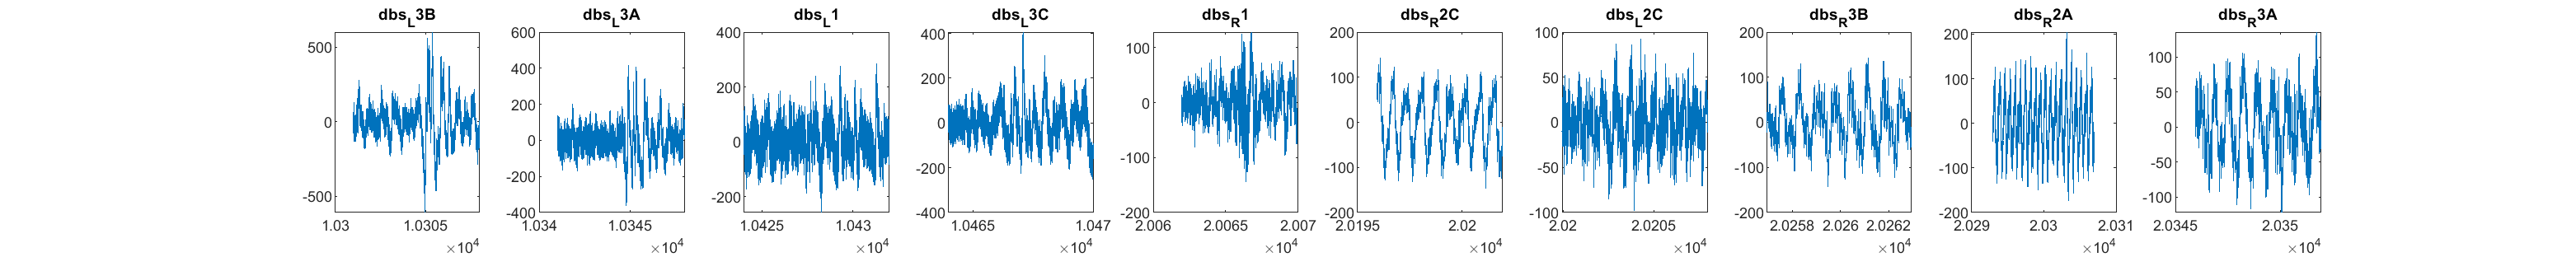 dbsL3B dbsL3A dbsL1 dbsL3C dbsR1 dbsR2C dbsL2C dbsR3B dbsR2A dbsR3A
500 0 -500
1.03 1.0305
×10^4
600 400 200 0 -200 -400
1.034 1.0345
×10^4
400 200 0 -200
1.0425 1.043
×10^4
400 200 0 -200 -400
1.0465 1.047
×10^4
100 0 -100 -200
2.006 2.0065 2.007
×10^4
200 100 0 -100 -200
2.0195 2.02
×10^4
100 50 0 -50 -100
2.02 2.0205
×10^4
200 100 0 -100 -200
2.0258 2.026 2.0262
×10^4
200 100 0 -100 -200
2.029 2.03 2.031
×10^4
100 50 0 -50 -100
2.0345 2.035
×10^4